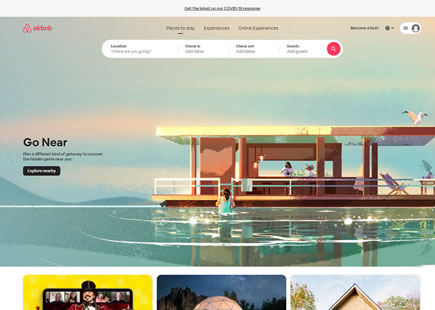 Get the latest on our COVID-19 response
airbnb
Places to stay
Experiences
Online Experiences
Become a host
Location
Where are you going?
Check in
Add dates
Check out
Add dates
Guests
Add guests
Go Near
Plan a different kind of getaway to uncover
the hidden gems near you.
Explore nearby